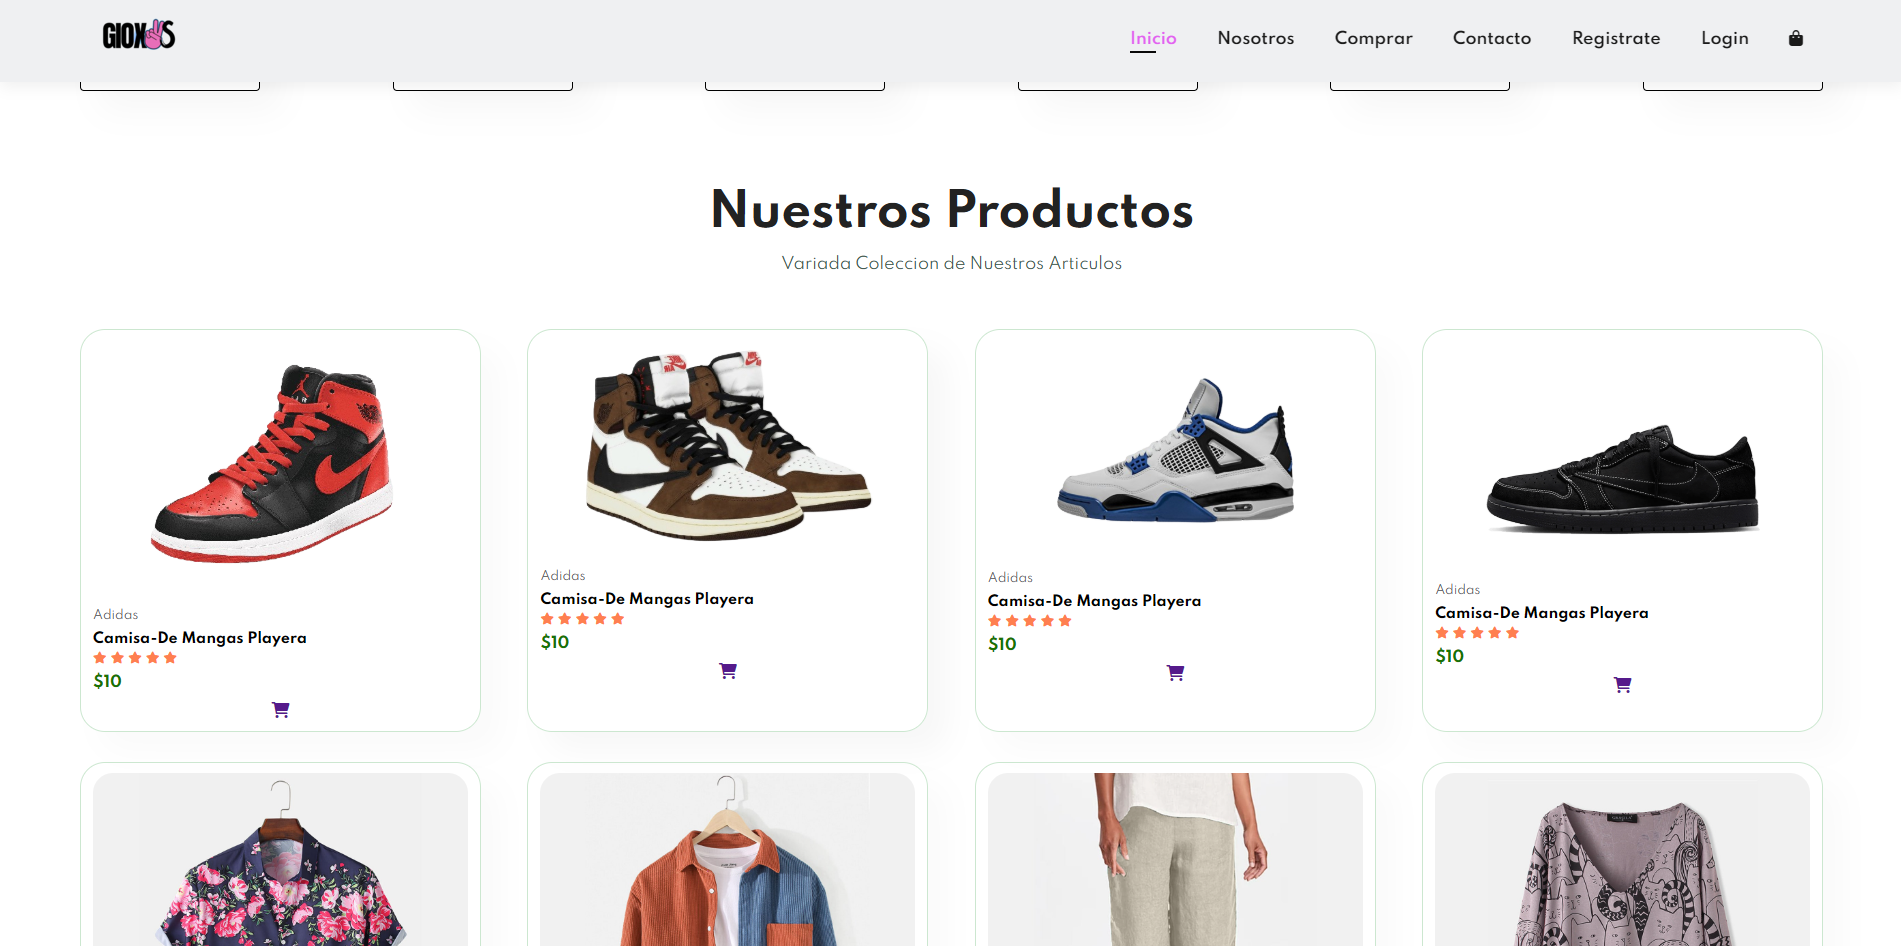 GIOXS
Inicio Nosotros Comprar Contacto Registrate Login
Nuestros Productos
Variada Coleccion de Nuestros Articulos
Adidas
Camisa-De Mangas Playera
$10
Adidas
Camisa-De Mangas Playera
$10
Adidas
Camisa-De Mangas Playera
$10
Adidas
Camisa-De Mangas Playera
$10